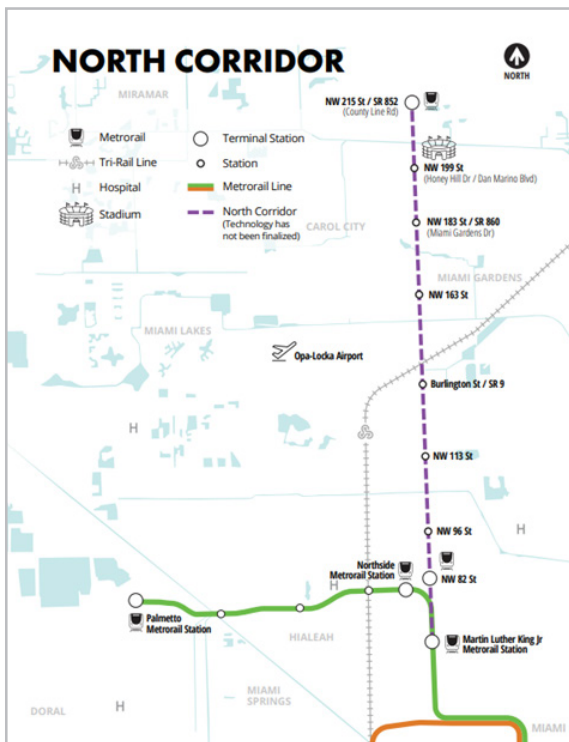 NORTH CORRIDOR
NORTH
MIRAMAR
Metrorail
Tri-Rail Line
H Hospital
Stadium
Terminal Station
Station
Metrorail Line
North Corridor
(Technology has
not been finalized)
NW 215 St / SR 852
(County Line Rd)
NW 199 St
(Honey Hill Dr / Dan Marino Blvd)
CAROL CITY
NW 183 St / SR 860
(Miami Gardens Dr)
MIAMI GARDENS
NW 163 St
MIAMI LAKES
Opa-Locka Airport
Burlington St / SR 9
H
NW 113 St
NW 96 St
H
Northside
Metrorail Station
NW 82 St
H
Palmetto
Metrorail Station
HIALEAH
Martin Luther King Jr
Metrorail Station
MIAMI
SPRINGS
DORAL
H
MIAMI